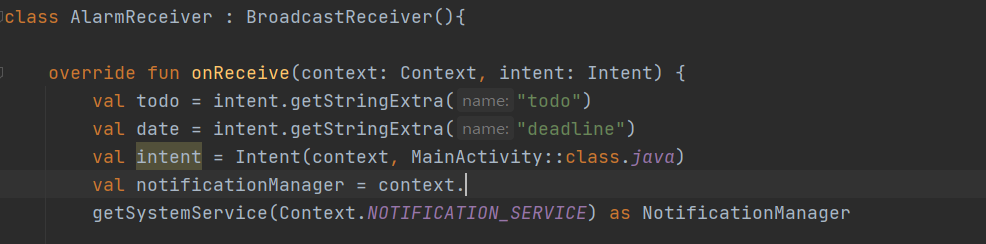 class AlarmReceiver : BroadcastReceiver(){
override fun onReceive(context: Context, intent: Intent) {
val todo = intent.getStringExtra( name: "todo")
val date = intent.getStringExtra( name: "deadline")
val intent = Intent(context, MainActivity::class.java)
val notificationManager = context.
getSystemService(Context.NOTIFICATION_SERVICE) as NotificationManager